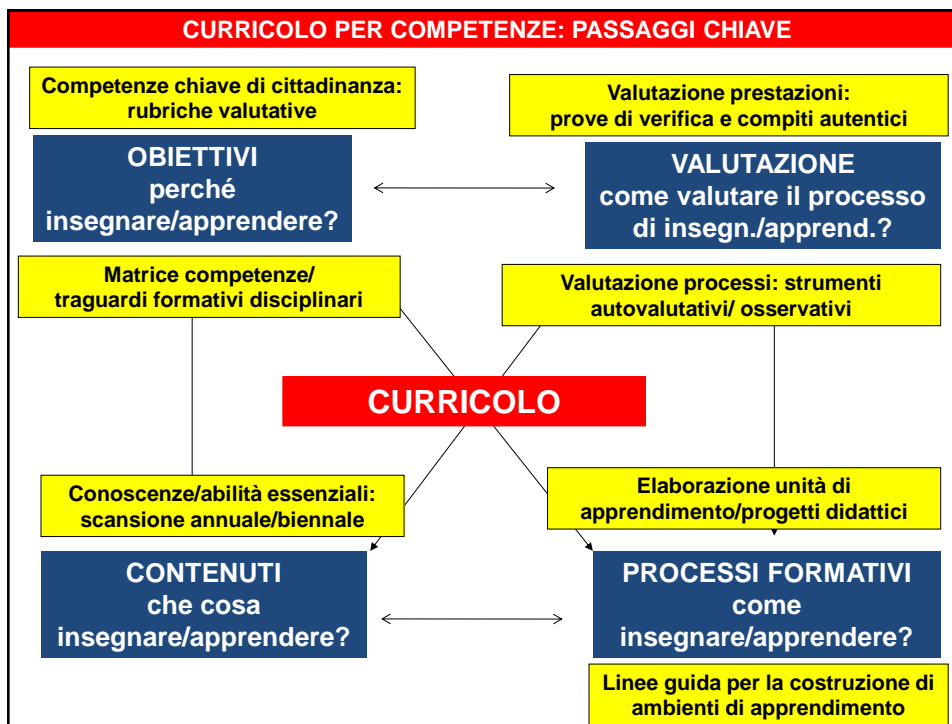 CURRICOLO PER COMPETENZE: PASSAGGI CHIAVE
Competenze chiave di cittadinanza:
rubriche valutative
Valutazione prestazioni:
prove di verifica e compiti autentici
OBIETTIVI
perché
insegnare/apprendere?
VALUTAZIONE
come valutare il processo
di insegn./apprend.?
Matrice competenze/
traguardi formativi disciplinari
Valutazione processi: strumenti
autovalutativi/ osservativi
CURRICOLO
Conoscenze/abilità essenziali:
scansione annuale/biennale
Elaborazione unità di
apprendimento/progetti didattici
CONTENUTI
che cosa
insegnare/apprendere?
PROCESSI FORMATIVI
come
insegnare/apprendere?
Linee guida per la costruzione di
ambienti di apprendimento